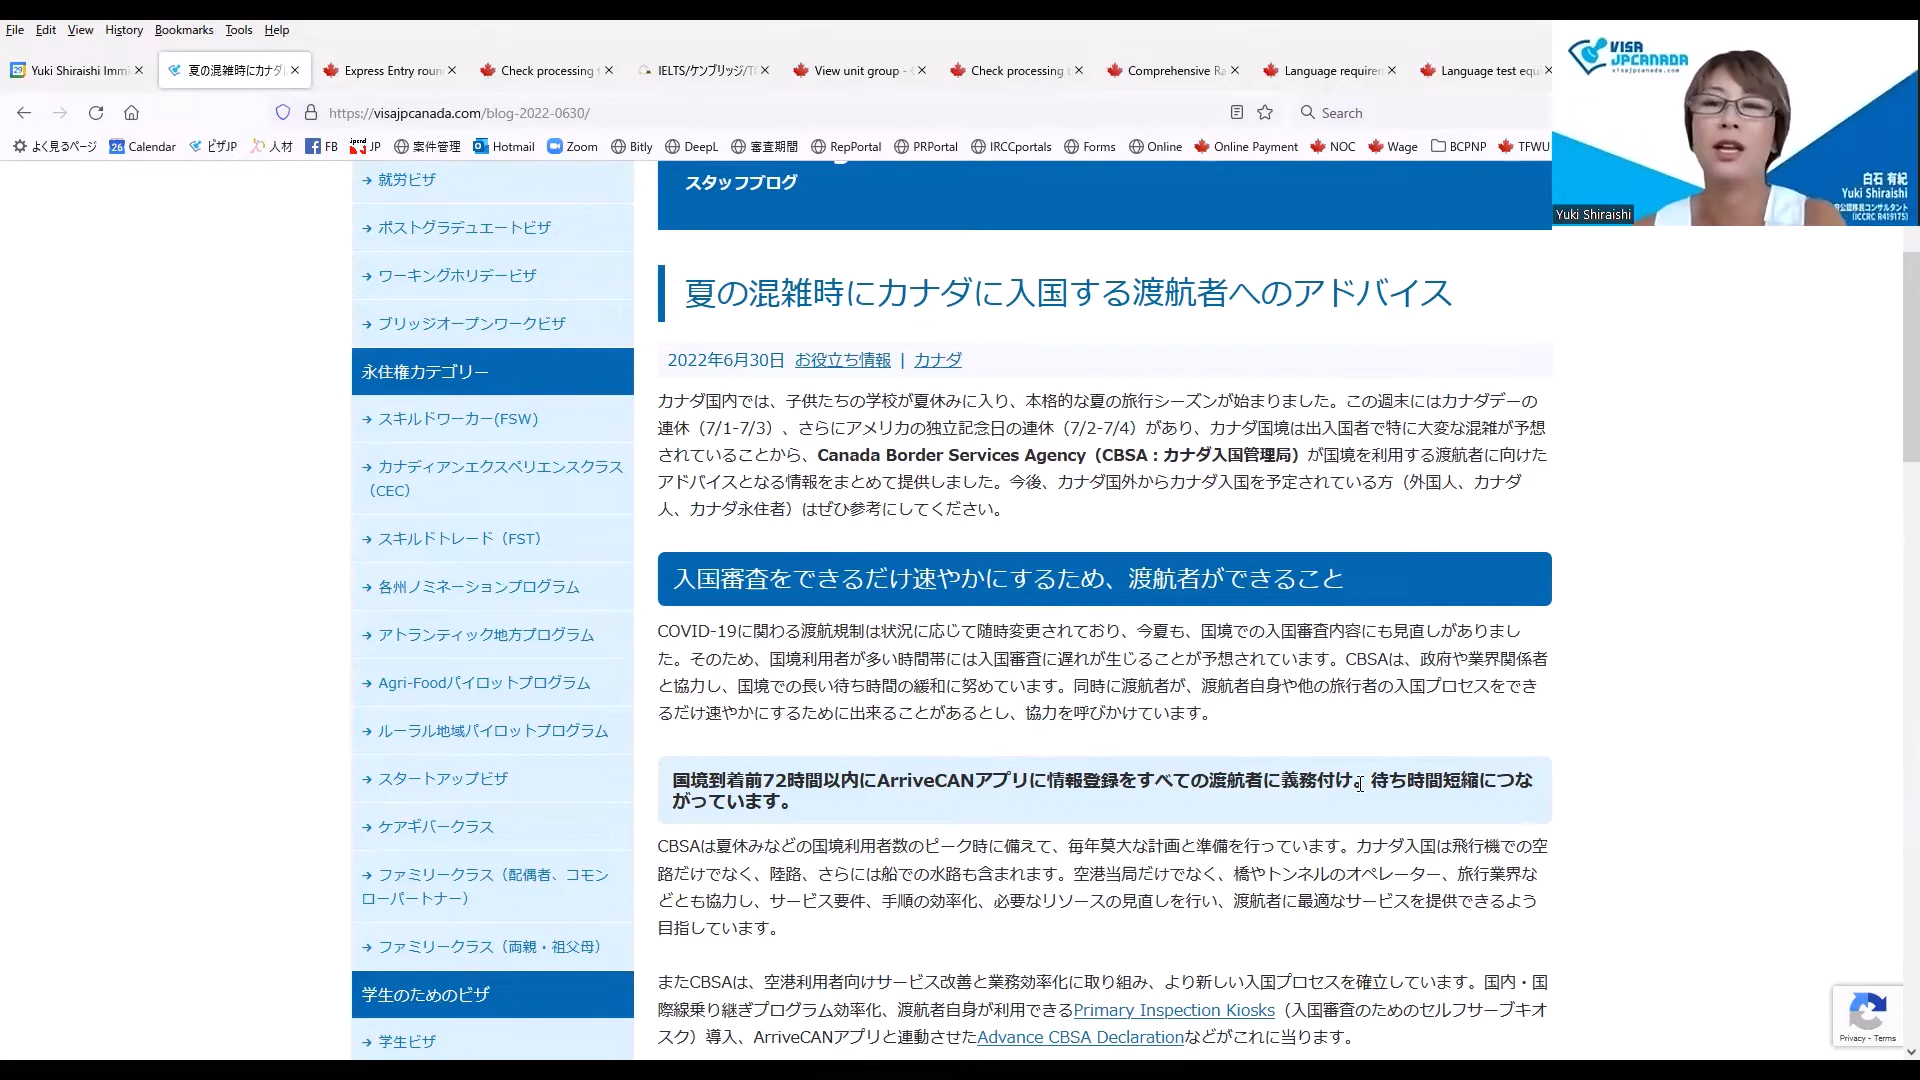 File Edit View History Bookmarks Tools Help
Yuki Shiraishi Immi
夏の混雑時にカナダ
Express Entry roun
Check processing t
IELTS/ケンブリッジ/T
View unit group -
Check processing t
Comprehensive Ra
Language requirem
Language test equ
https://visajpcanada.com/blog-2022-0630/
Search
よく見るページ 26 Calendar ビザJP 人材 FB JP 案件管理 Hotmail Zoom Bitly DeepL 審査期間 RepPortal PRPortal IRCCportals Forms Online Online Payment NOC Wage BCPNP TFWU
VISA
JPCANADA
visajpcanada.com
白石 有紀
Yuki Shiraishi
府公認移民コンサルタント
(ICCRC R419175)
Yuki Shiraishi
→ 就労ビザ
→ ポストグラデュエートビザ
→ ワーキングホリデービザ
→ ブリッジオープンワークビザ
永住権カテゴリー
→ スキルドワーカー(FSW)
→ カナディアンエクスペリエンスクラス
（CEC）
→ スキルドトレード（FST）
→ 各州ノミネーションプログラム
→ アトランティック地方プログラム
→ Agri-Foodパイロットプログラム
→ ルーラル地域パイロットプログラム
→ スタートアップビザ
→ ケアギバークラス
→ ファミリークラス（配偶者、コモン
ローパートナー）
→ ファミリークラス（両親・祖父母）
学生のためのビザ
→ 学生ビザ
スタッフブログ
夏の混雑時にカナダに入国する渡航者へのアドバイス
2022年6月30日 お役立ち情報 | カナダ
カナダ国内では、子供たちの学校が夏休みに入り、本格的な夏の旅行シーズンが始まりました。この週末にはカナダデーの
連休（7/1-7/3）、さらにアメリカの独立記念日の連休（7/2-7/4）があり、カナダ国境は出入国者で特に大変な混雑が予想
されていることから、Canada Border Services Agency（CBSA：カナダ入国管理局）が国境を利用する渡航者に向けた
アドバイスとなる情報をまとめて提供しました。今後、カナダ国外からカナダ入国を予定されている方（外国人、カナダ
人、カナダ永住者）はぜひ参考にしてください。
入国審査をできるだけ速やかにするため、渡航者ができること
COVID-19に関わる渡航規制は状況に応じて随時変更されており、今夏も、国境での入国審査内容にも見直しがありまし
た。そのため、国境利用者が多い時間帯には入国審査に遅れが生じることが予想されています。CBSAは、政府や業界関係者
と協力し、国境での長い待ち時間の緩和に努めています。同時に渡航者が、渡航者自身や他の旅行者の入国プロセスをでき
るだけ速やかにするために出来ることがあるとし、協力を呼びかけています。
国境到着前72時間以内にArriveCANアプリに情報登録をすべての渡航者に義務付け。待ち時間短縮につな
がっています。
CBSAは夏休みなどの国境利用者数のピーク時に備えて、毎年莫大な計画と準備を行っています。カナダ入国は飛行機での空
路だけでなく、陸路、さらには船での水路も含まれます。空港当局だけでなく、橋やトンネルのオペレーター、旅行業界な
どとも協力し、サービス要件、手順の効率化、必要なリソースの見直しを行い、渡航者に最適なサービスを提供できるよう
目指しています。
またCBSAは、空港利用者向けサービス改善と業務効率化に取り組み、より新しい入国プロセスを確立しています。国内・国
際線乗り継ぎプログラム効率化、渡航者自身が利用できるPrimary Inspection Kiosks（入国審査のためのセルフサーブキオ
スク）導入、ArriveCANアプリと連動させたAdvance CBSA Declarationなどがこれに当ります。
Privacy - Terms